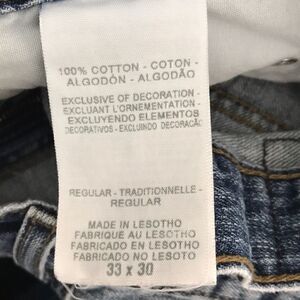 100% COTTON - COTON -
ALGODÓN - ALGODÃO
EXCLUSIVE OF DECORATION -
EXCLUANT L'ORNEMENTATION -
EXCLUYENDO ELEMENTOS
DECORATIVOS - EXCLUINDO DECORAÇÃO
REGULAR - TRADITIONNELLE -
REGULAR
MADE IN LESOTHO
FABRIQUE AU LESOTHO
FABRICADO EN LESOTHO
FABRICADO NO LESOTO
33 X 30